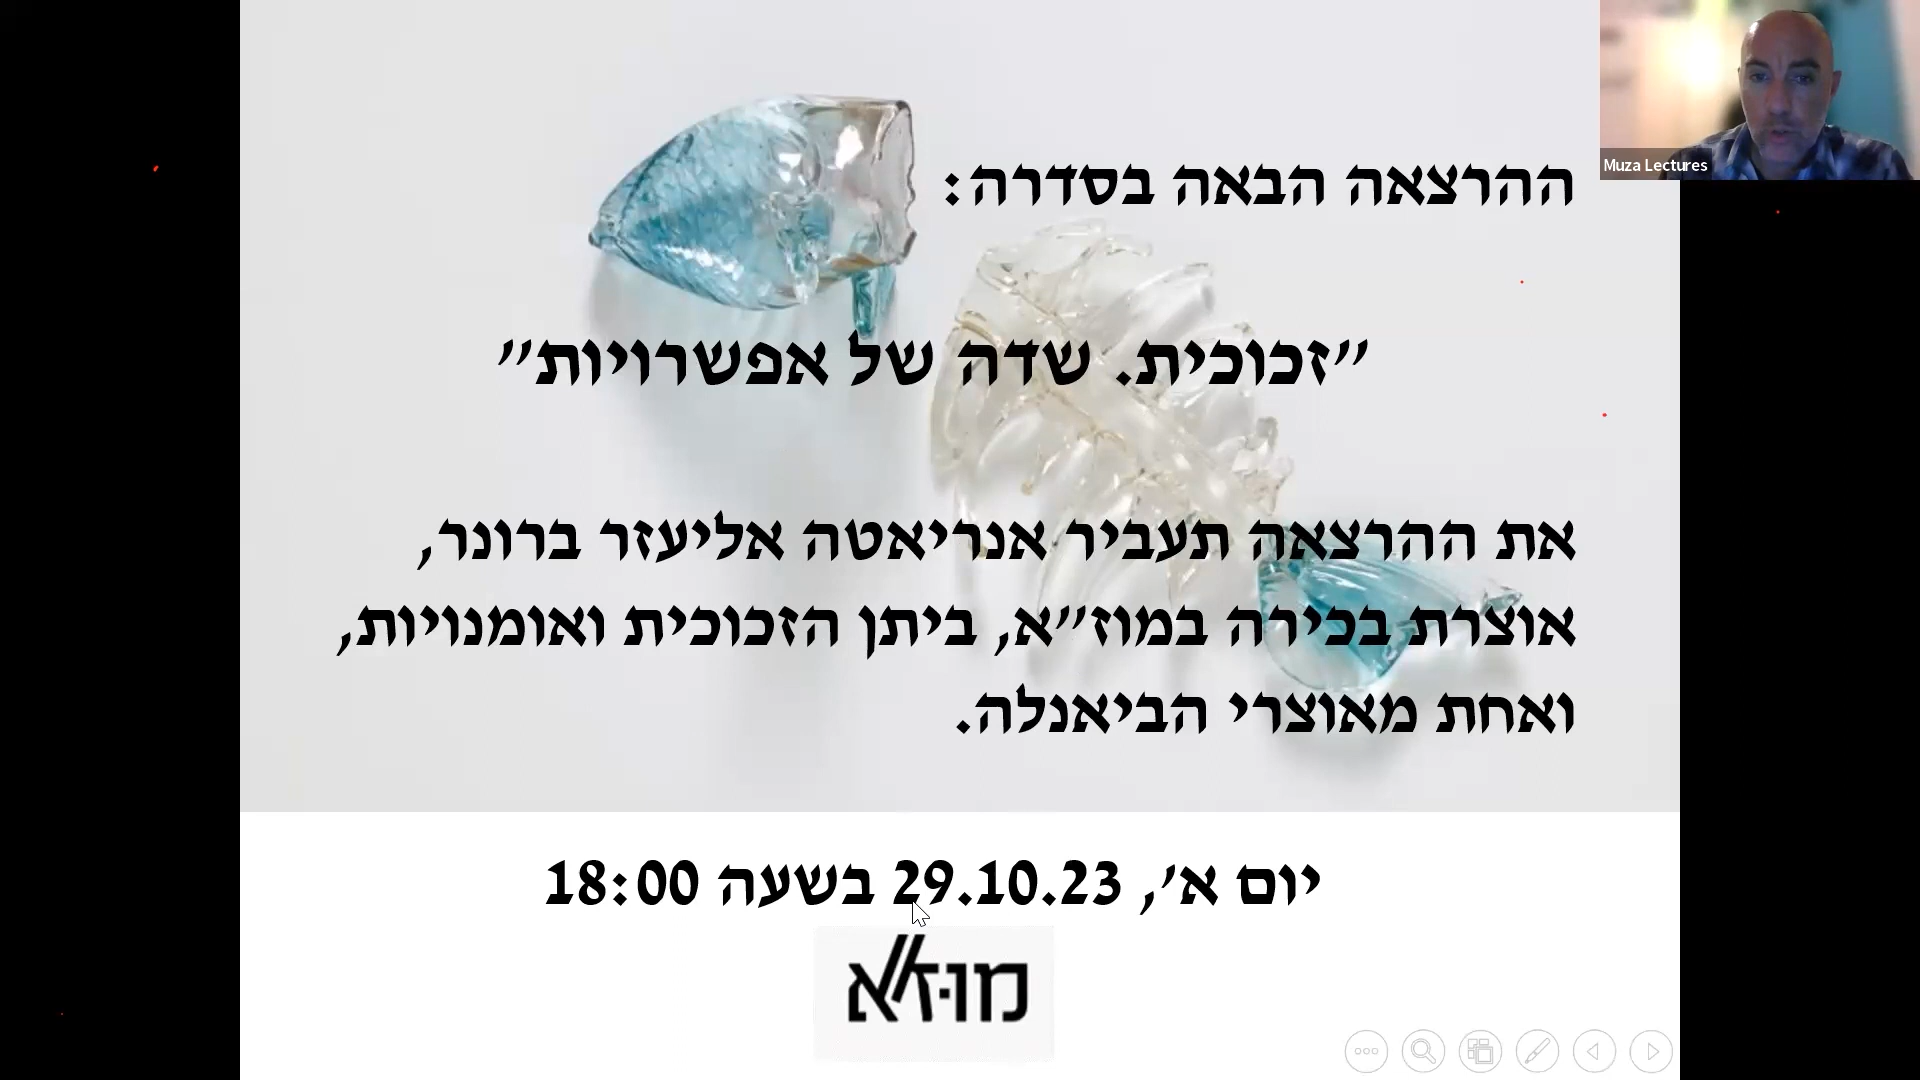 ההרצאה הבאה בסדרה:
״זכוכית. שדה של אפשרויות״
את ההרצאה תעביר אנריאטה אליעזר ברונר,
אוצרת בכירה במוז״א, ביתן הזכוכית ואומנויות,
ואחת מאוצרי הביאנלה.
יום א׳, 29.10.23 בשעה 18:00
מוז״א
Muza Lectures